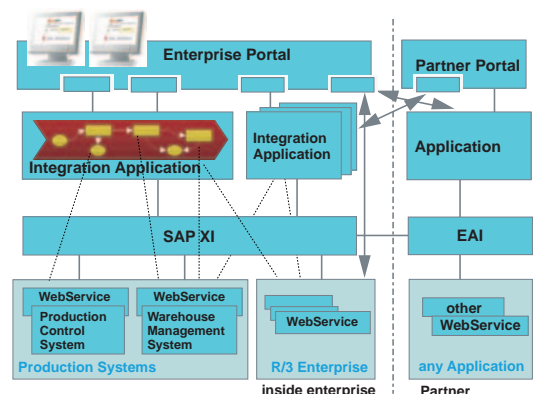 Enterprise Portal
Partner Portal
Integration Application
Integration
Application
Application
SAP XI
EAI
WebService
Production
Control
System
WebService
Warehouse
Management
System
WebService
other
WebService
Production Systems
R/3 Enterprise
any Application
inside enterprise
Partner